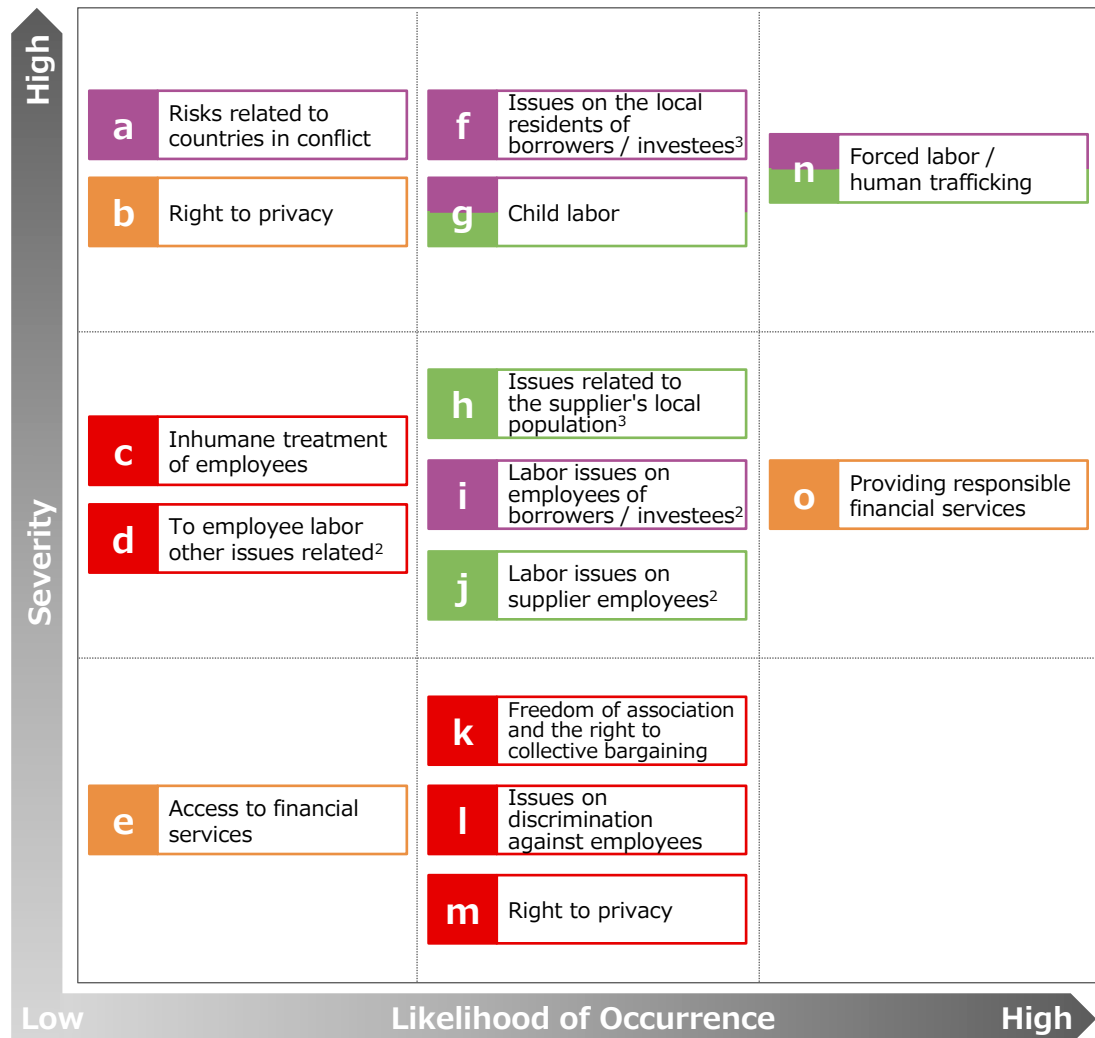 High
Severity
a
Risks related to
countries in conflict
b
Right to privacy
f
Issues on the local
residents of
borrowers / investees³
g
Child labor
n
Forced labor /
human trafficking
c
Inhumane treatment
of employees
d
To employee labor
other issues related²
h
Issues related to
the supplier's local
population³
i
Labor issues on
employees of
borrowers / investees²
j
Labor issues on
supplier employees²
o
Providing responsible
financial services
e
Access to financial
services
k
Freedom of association
and the right to
collective bargaining
l
Issues on
discrimination
against employees
m
Right to privacy
Low
Likelihood of Occurrence
High